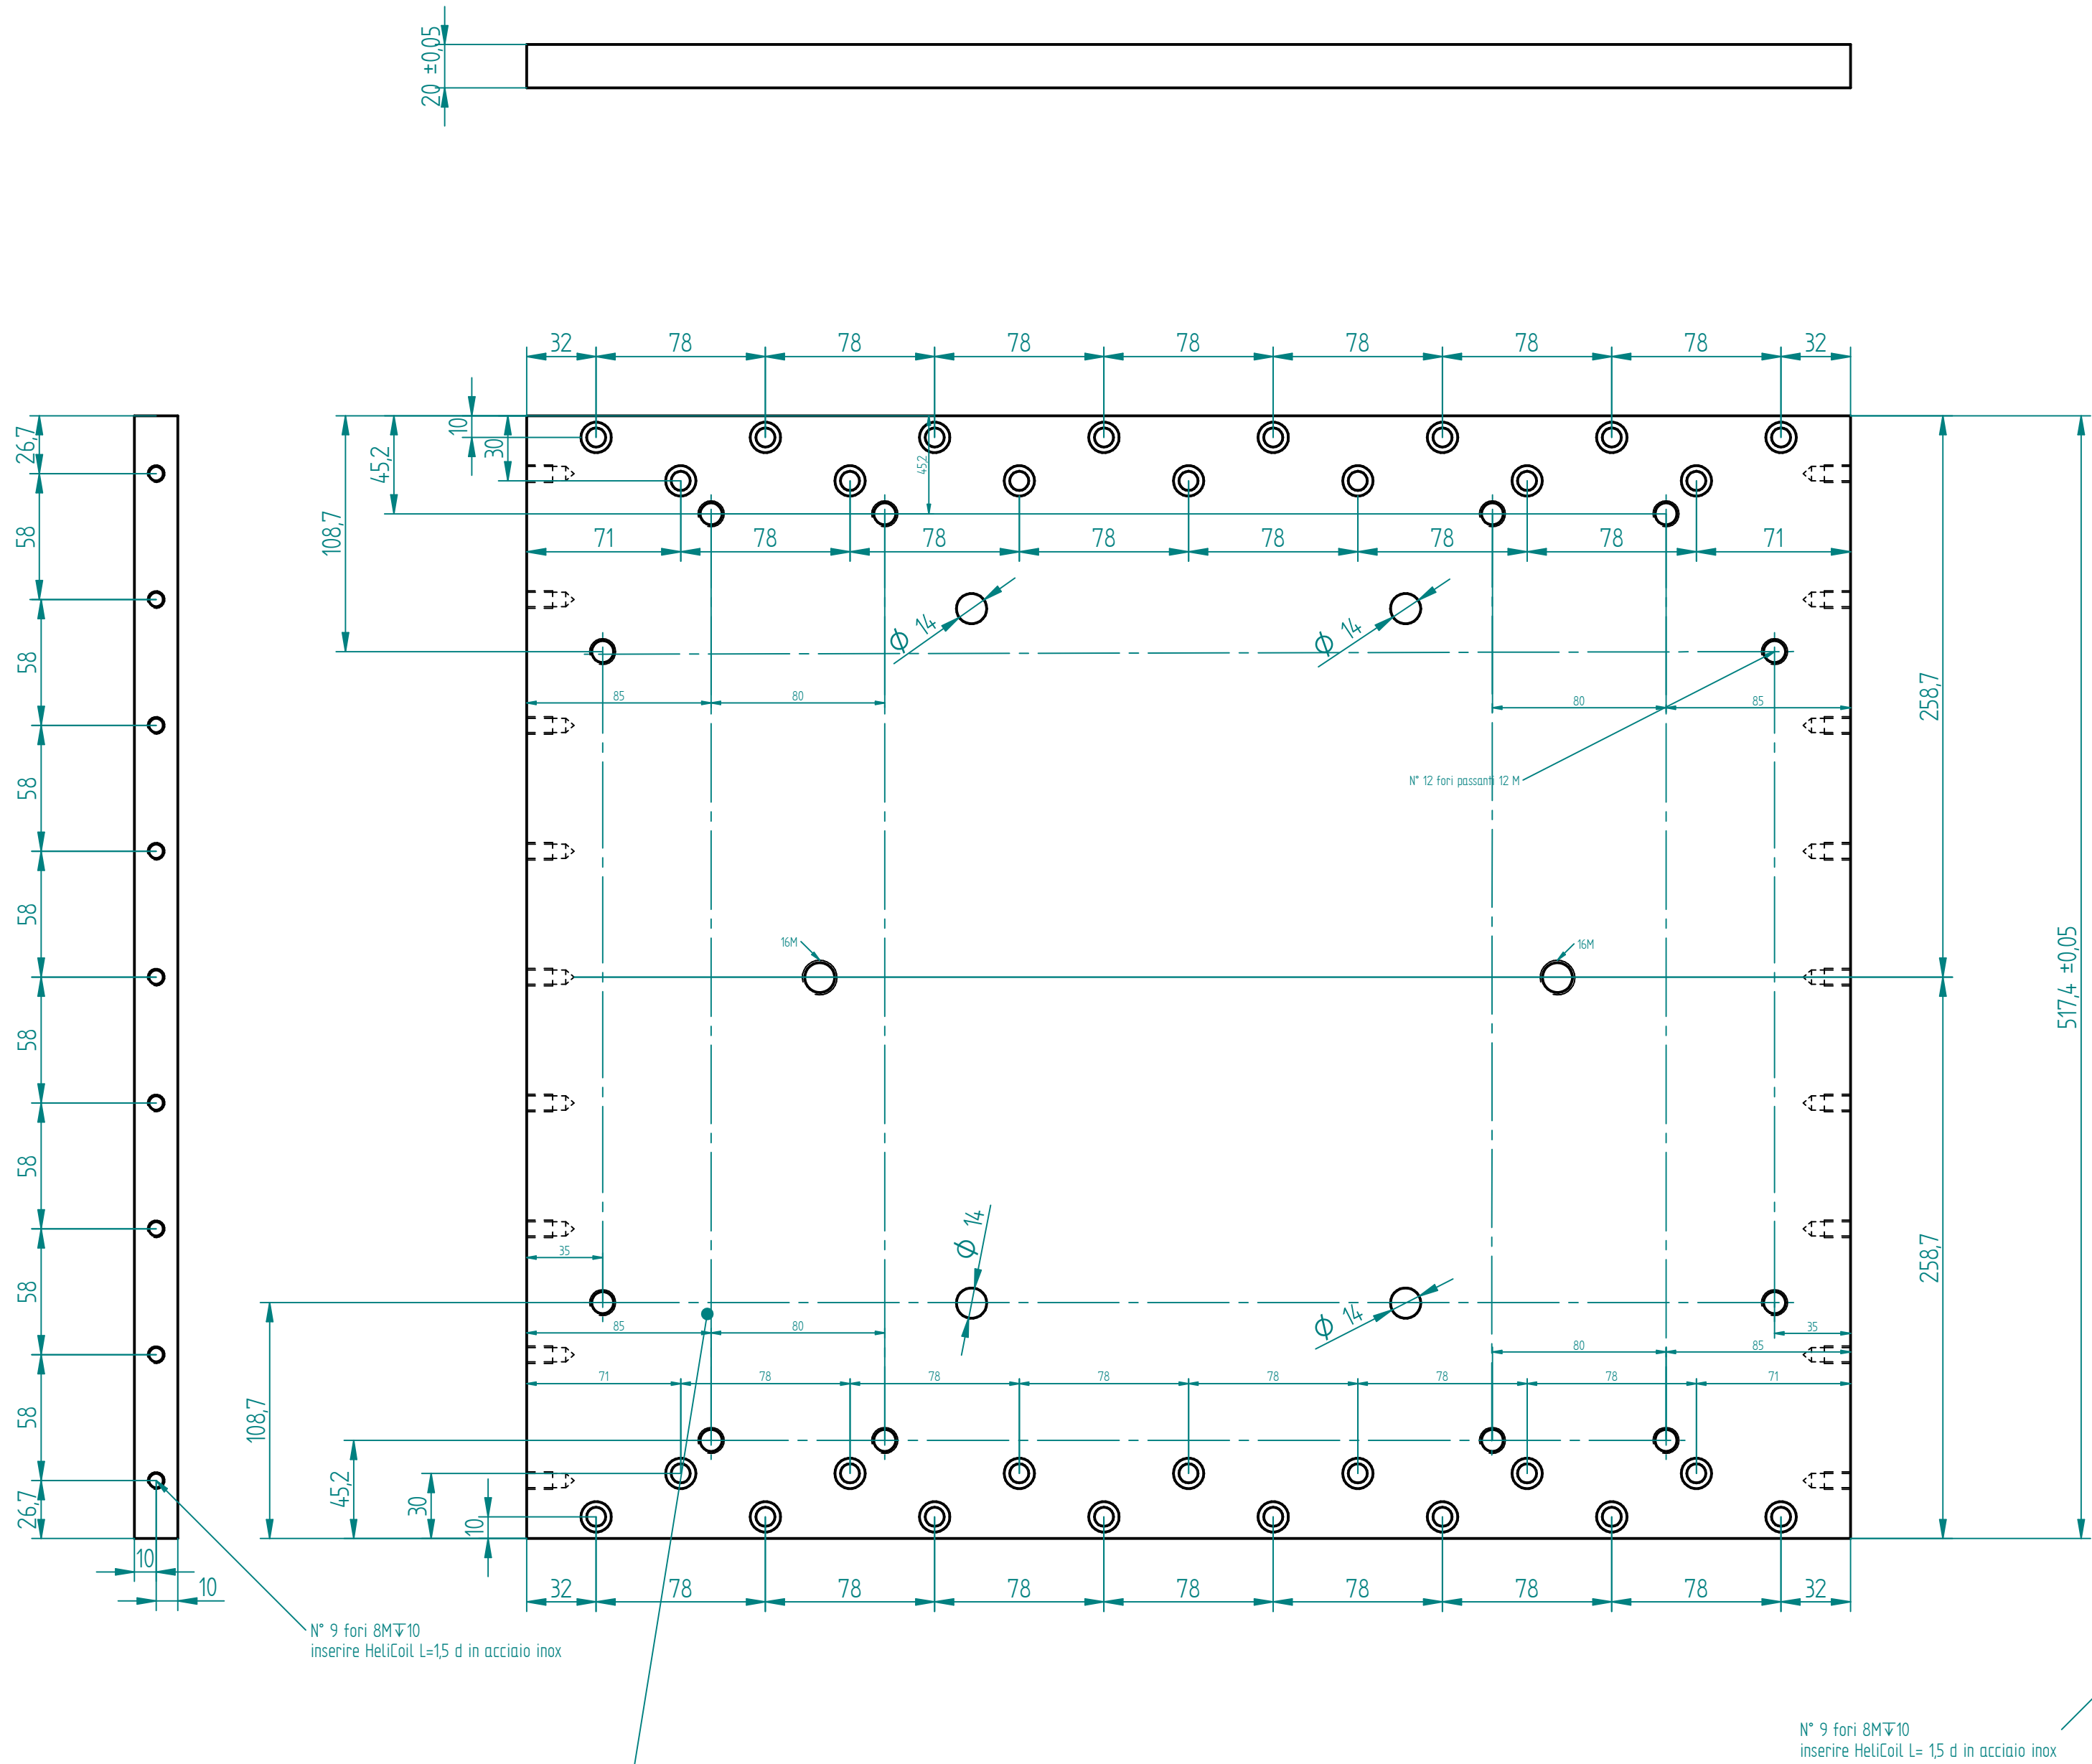 20 ±0,05
32 78 78 78 78 78 78 78 32
10
30
45,2
108,7
45,2
71 78 78 78 78 78 78 71
26,7
58
58
58
58
58
58
58
58
26,7
ϕ 14
ϕ 14
85 80
80 85
N° 12 fori passanti 12 M
258,7
517,4 ±0,05
16M
16M
258,7
35
ϕ 14
ϕ 14
85 80
35
80 85
71 78 78 78 78 78 78 71
108,7
45,2
30
10
10
10
32 78 78 78 78 78 78 78 32
N° 9 fori 8M↧10
inserire HeliCoil L=1,5 d in acciaio inox
N° 9 fori 8M↧10
inserire HeliCoil L= 1,5 d in acciaio inox